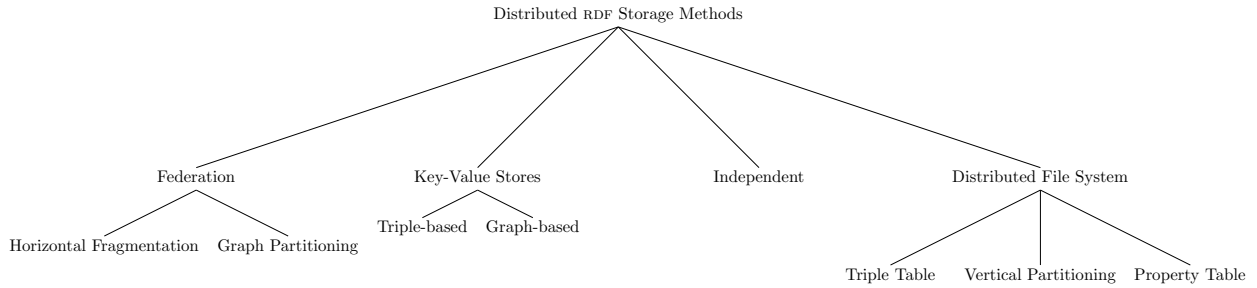 Distributed RDF Storage Methods
Federation
Key-Value Stores
Independent
Distributed File System
Horizontal Fragmentation
Graph Partitioning
Triple-based
Graph-based
Triple Table
Vertical Partitioning
Property Table